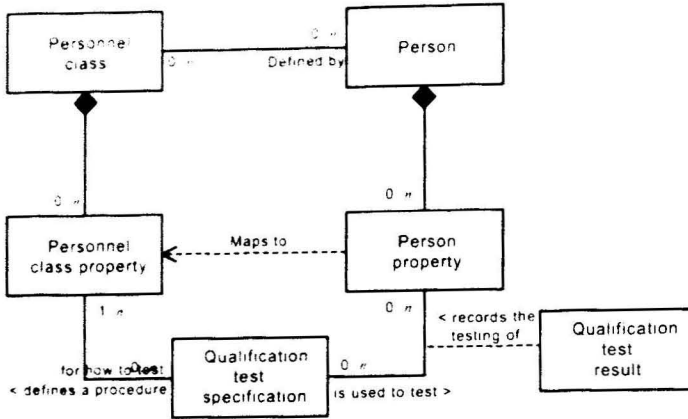 Personnel
class
0 n
0 n
Defined by
Person
0 n
0 n
Personnel
class property
Maps to
Person
property
1 n
0 n
< records the
testing of
Qualification
test
result
for how to test
< defines a procedure
0 n
Qualification
test
specification
0 n
is used to test >